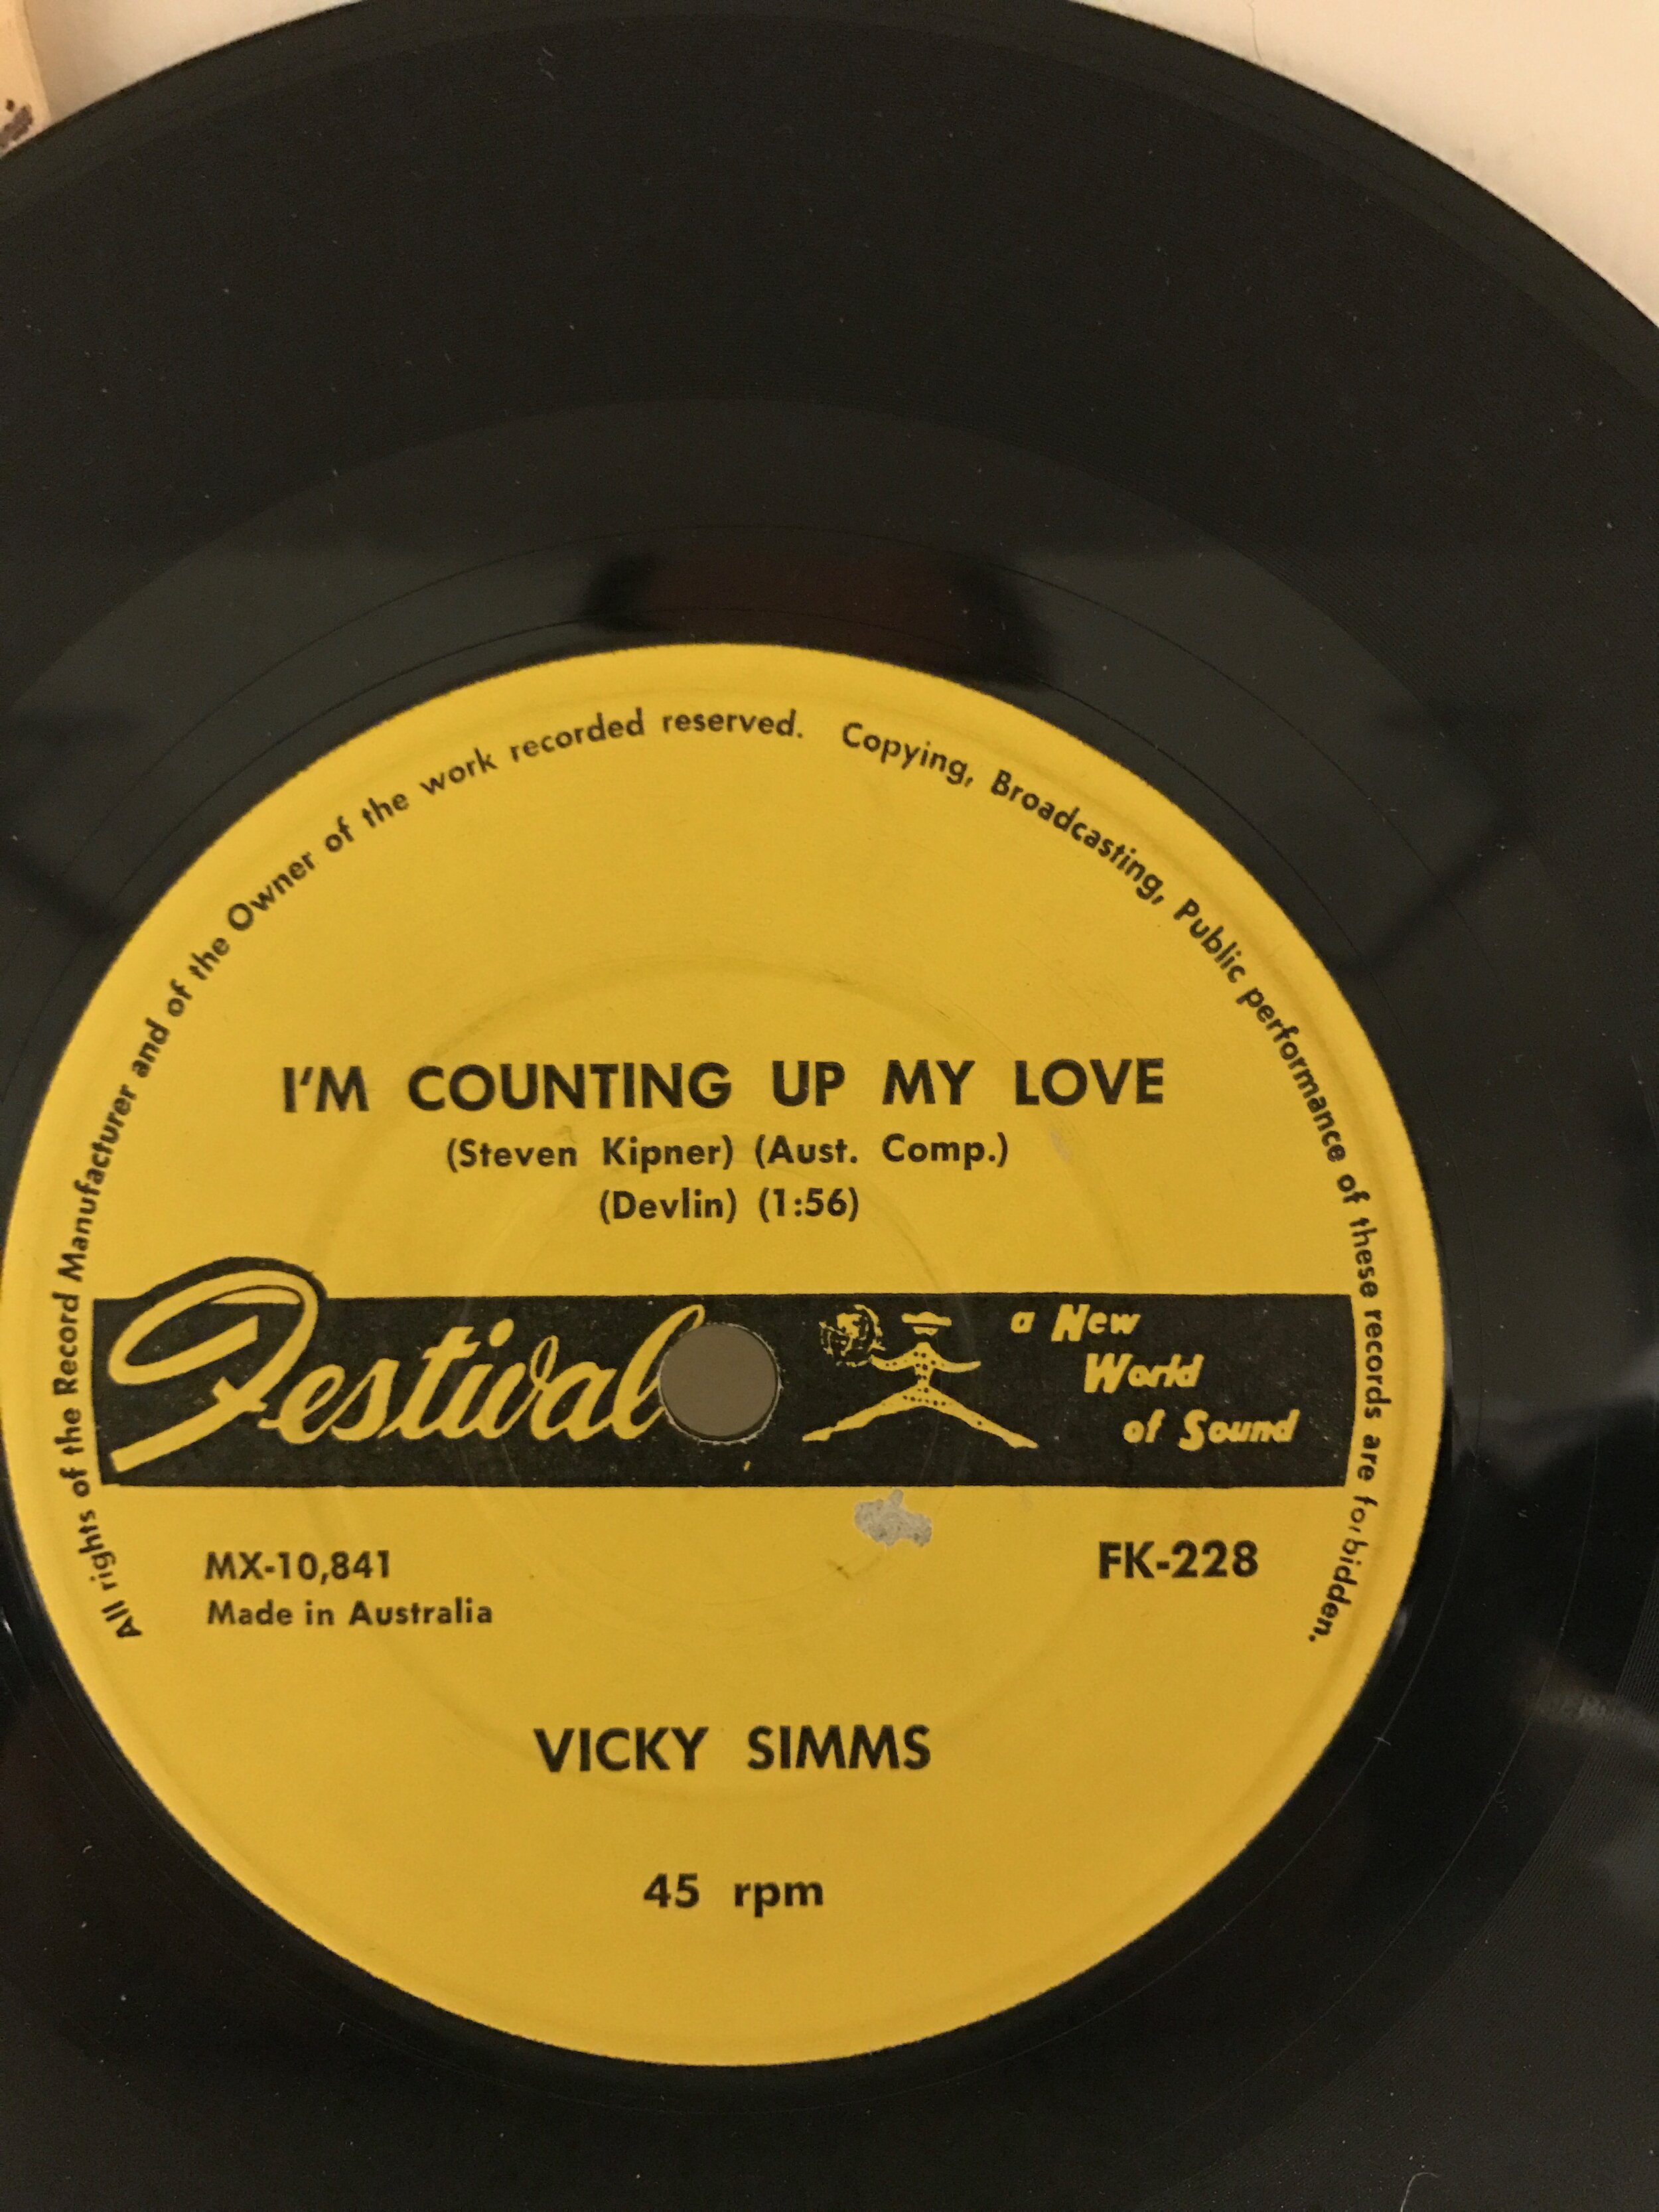 All rights of the Record Manufacturer and of the Owner of the work recorded reserved. Copying, Broadcasting, Public performance of these records are forbidden.
I'M COUNTING UP MY LOVE
(Steven Kipner) (Aust. Comp.)
(Devlin) (1:56)
Festival
a New
World
of Sound
MX-10,841
FK-228
Made in Australia
VICKY SIMMS
45 rpm